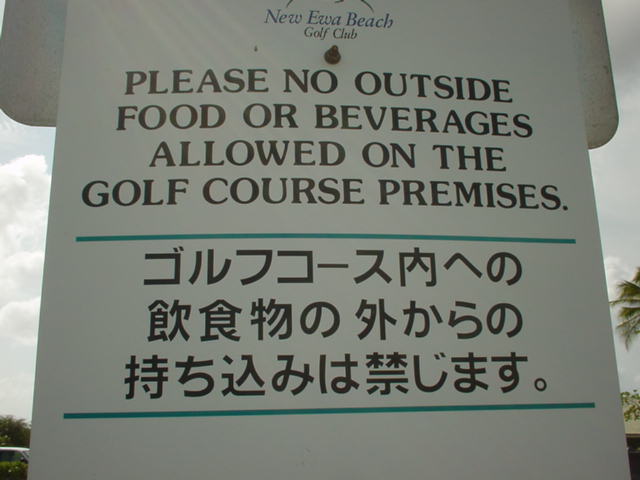 New Ewa Beach
Golf Club
PLEASE NO OUTSIDE
FOOD OR BEVERAGES
ALLOWED ON THE
GOLF COURSE PREMISES.
ゴルフコース内への
飲食物の外からの
持ち込みは禁じます。